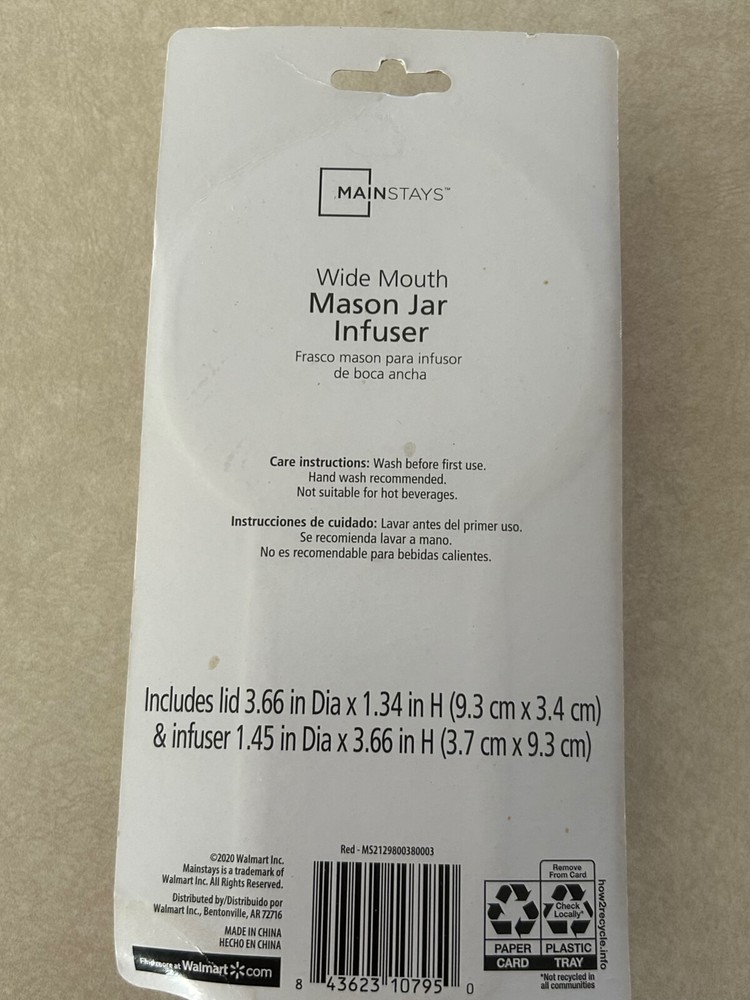 MAINSTAYS™
Wide Mouth
Mason Jar
Infuser
Frasco mason para infusor
de boca ancha
Care instructions: Wash before first use.
Hand wash recommended.
Not suitable for hot beverages.
Instrucciones de cuidado: Lavar antes del primer uso.
Se recomienda lavar a mano.
No es recomendable para bebidas calientes.
Includes lid 3.66 in Dia x 1.34 in H (9.3 cm x 3.4 cm)
& infuser 1.45 in Dia x 3.66 in H (3.7 cm x 9.3 cm)
©2020 Walmart Inc.
Mainstays is a trademark of
Walmart Inc. All Rights Reserved.
Distributed by/Distribuido por
Walmart Inc., Bentonville, AR 72716
MADE IN CHINA
HECHO EN CHINA
more at Walmart.com
Red - MS2129800380003
8 43623 10795 0
Remove
From Card
Check
Locally*
PAPER
CARD
PLASTIC
TRAY
*Not recycled in
all communities
how2recycle.info